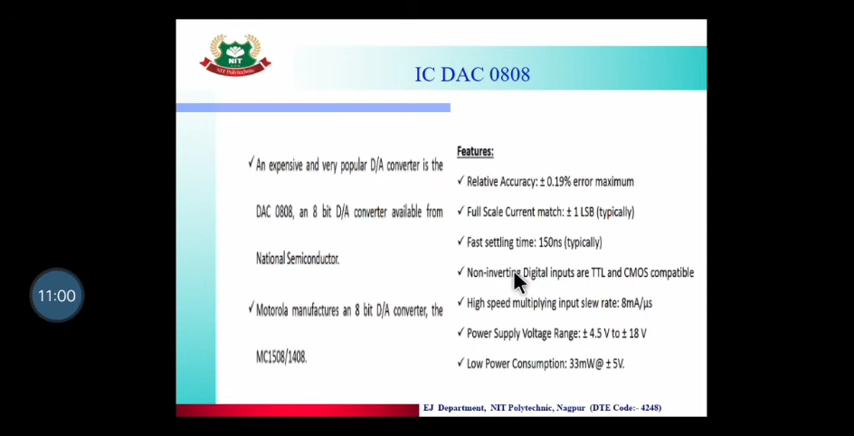 NIT
NIT Polytechnic
IC DAC 0808
✓ An expensive and very popular D/A converter is the
DAC 0808, an 8 bit D/A converter available from
National Semiconductor.
✓ Motorola manufactures an 8 bit D/A converter, the
MC1508/1408.
Features:
✓ Relative Accuracy: ± 0.19% error maximum
✓ Full Scale Current match: ± 1 LSB (typically)
✓ Fast settling time: 150ns (typically)
✓ Non-inverting Digital inputs are TTL and CMOS compatible
✓ High speed multiplying input slew rate: 8mA/µs
✓ Power Supply Voltage Range: ± 4.5 V to ± 18 V
✓ Low Power Consumption: 33mW@ ± 5V.
11:00
EJ Department, NIT Polytechnic, Nagpur (DTE Code:- 4248)